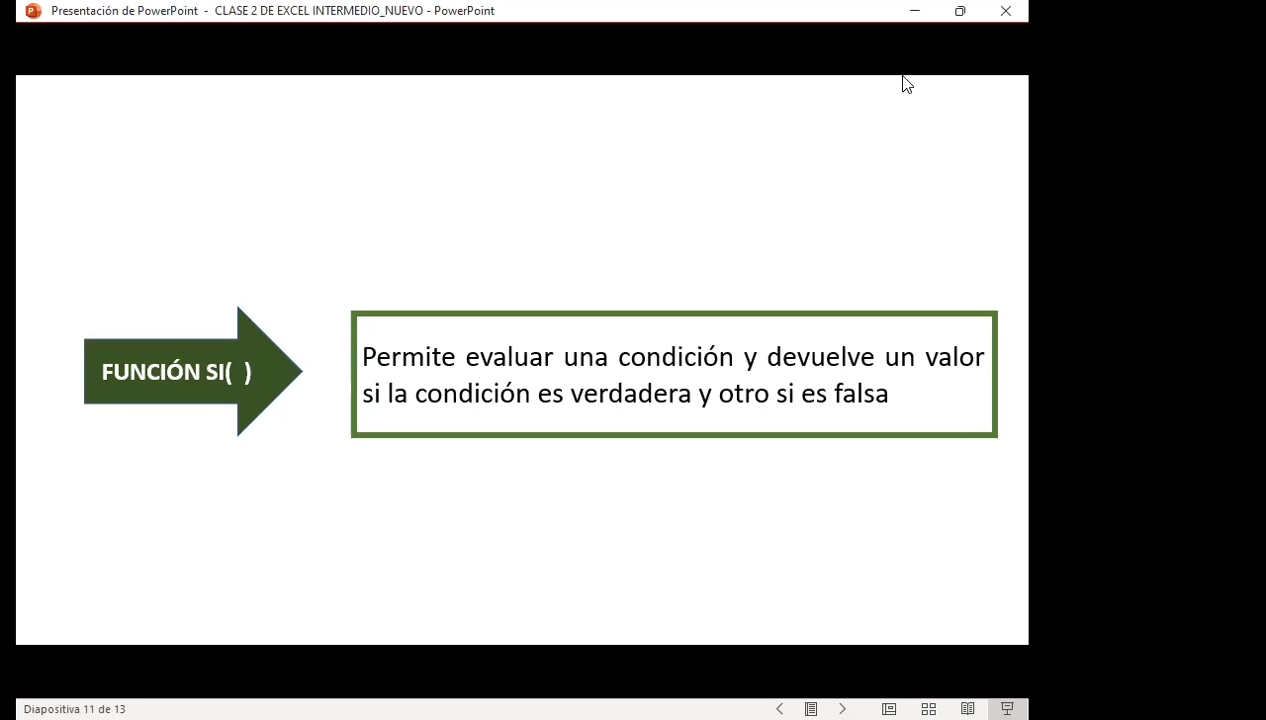 Presentación de PowerPoint - CLASE 2 DE EXCEL INTERMEDIO_NUEVO - PowerPoint
FUNCIÓN SI( )
Permite evaluar una condición y devuelve un valor
si la condición es verdadera y otro si es falsa
Diapositiva 11 de 13